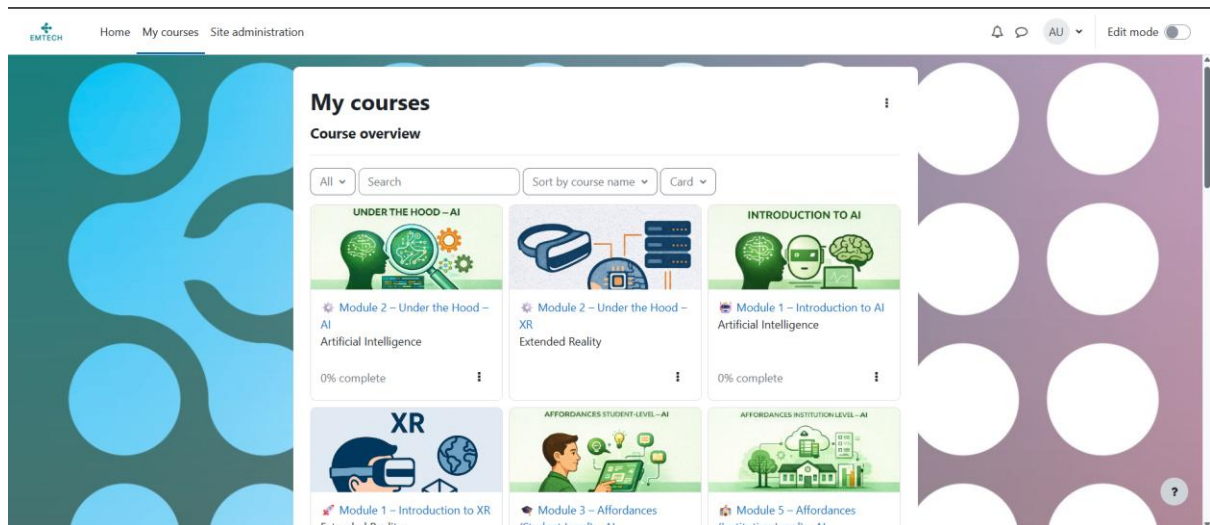 EMTECH
Home My courses Site administration
AU
Edit mode
My courses
Course overview
All
Search
Sort by course name
Card
UNDER THE HOOD – AI
INTRODUCTION TO AI
Module 2 – Under the Hood –
AI
Artificial Intelligence
0% complete
Module 2 – Under the Hood –
XR
Extended Reality
Module 1 – Introduction to AI
Artificial Intelligence
0% complete
XR
AFFORDANCES STUDENT-LEVEL – AI
AFFORDANCES INSTITUTION LEVEL – AI
Module 1 – Introduction to XR
Module 3 – Affordances
Module 5 – Affordances
?